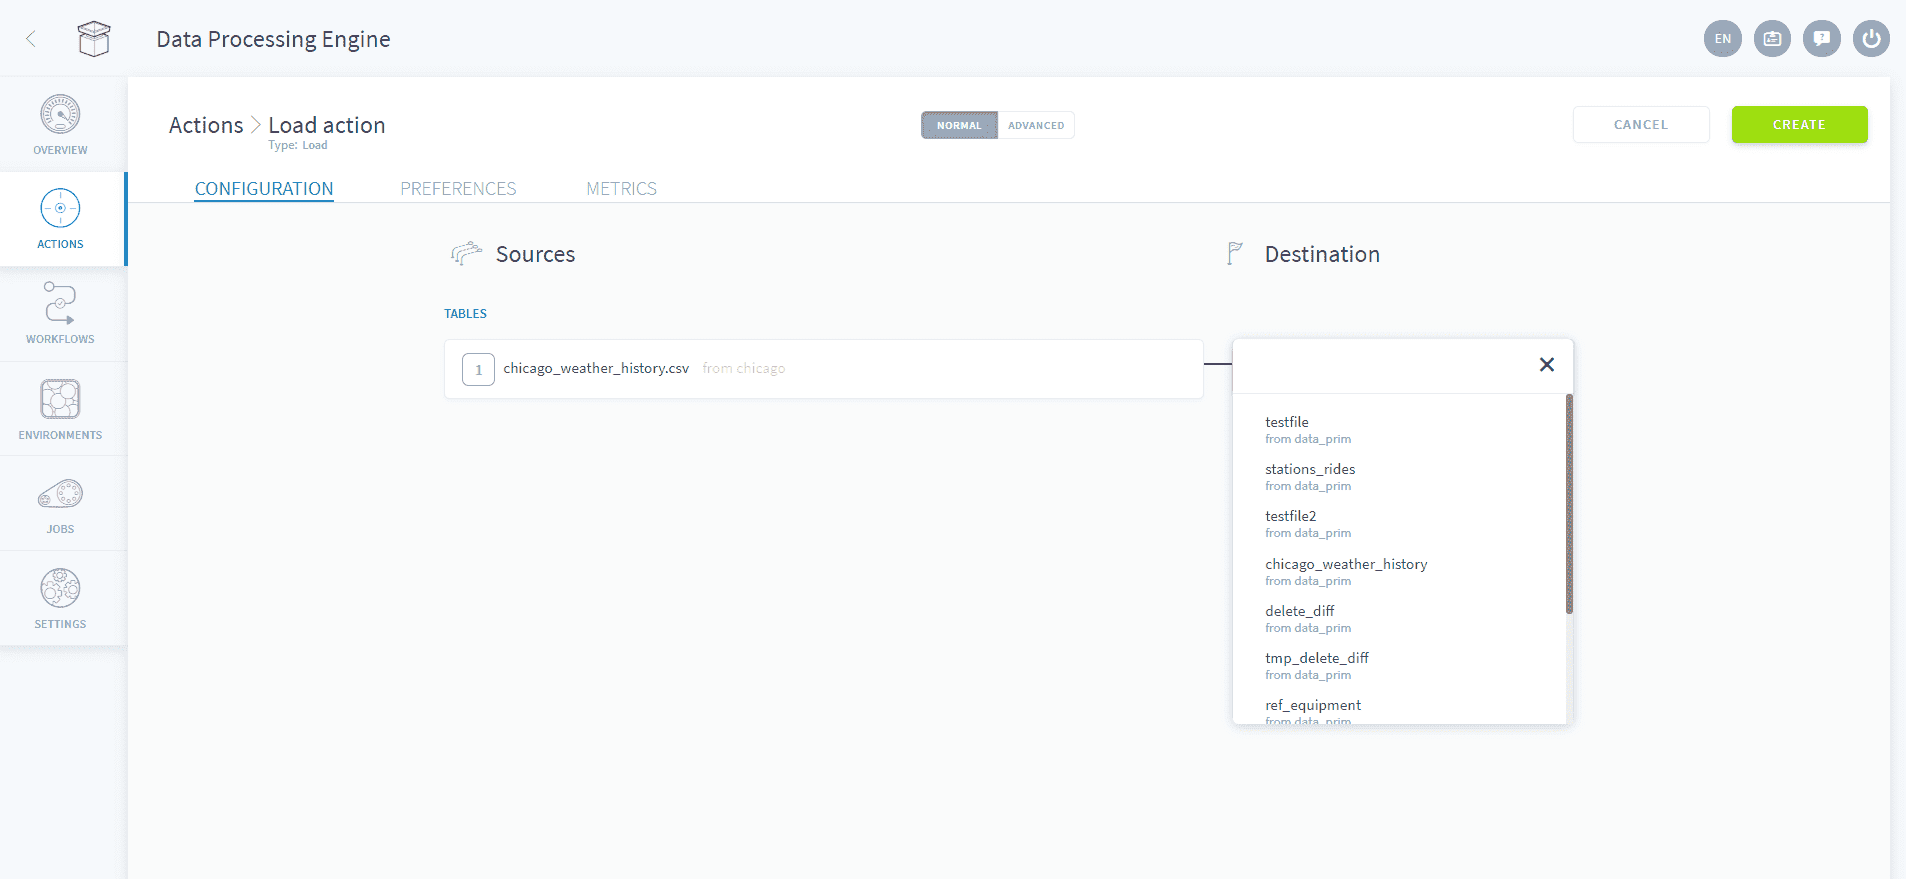 Data Processing Engine
EN
OVERVIEW
ACTIONS
WORKFLOWS
ENVIRONMENTS
JOBS
SETTINGS
Actions
Load action
Type: Load
NORMAL
ADVANCED
CANCEL
CREATE
CONFIGURATION
PREFERENCES
METRICS
Sources
Destination
TABLES
1
chicago_weather_history.csv from chicago
testfile
from data_prim
stations_rides
from data_prim
testfile2
from data_prim
chicago_weather_history
from data_prim
delete_diff
from data_prim
tmp_delete_diff
from data_prim
ref_equipment
from data_prim